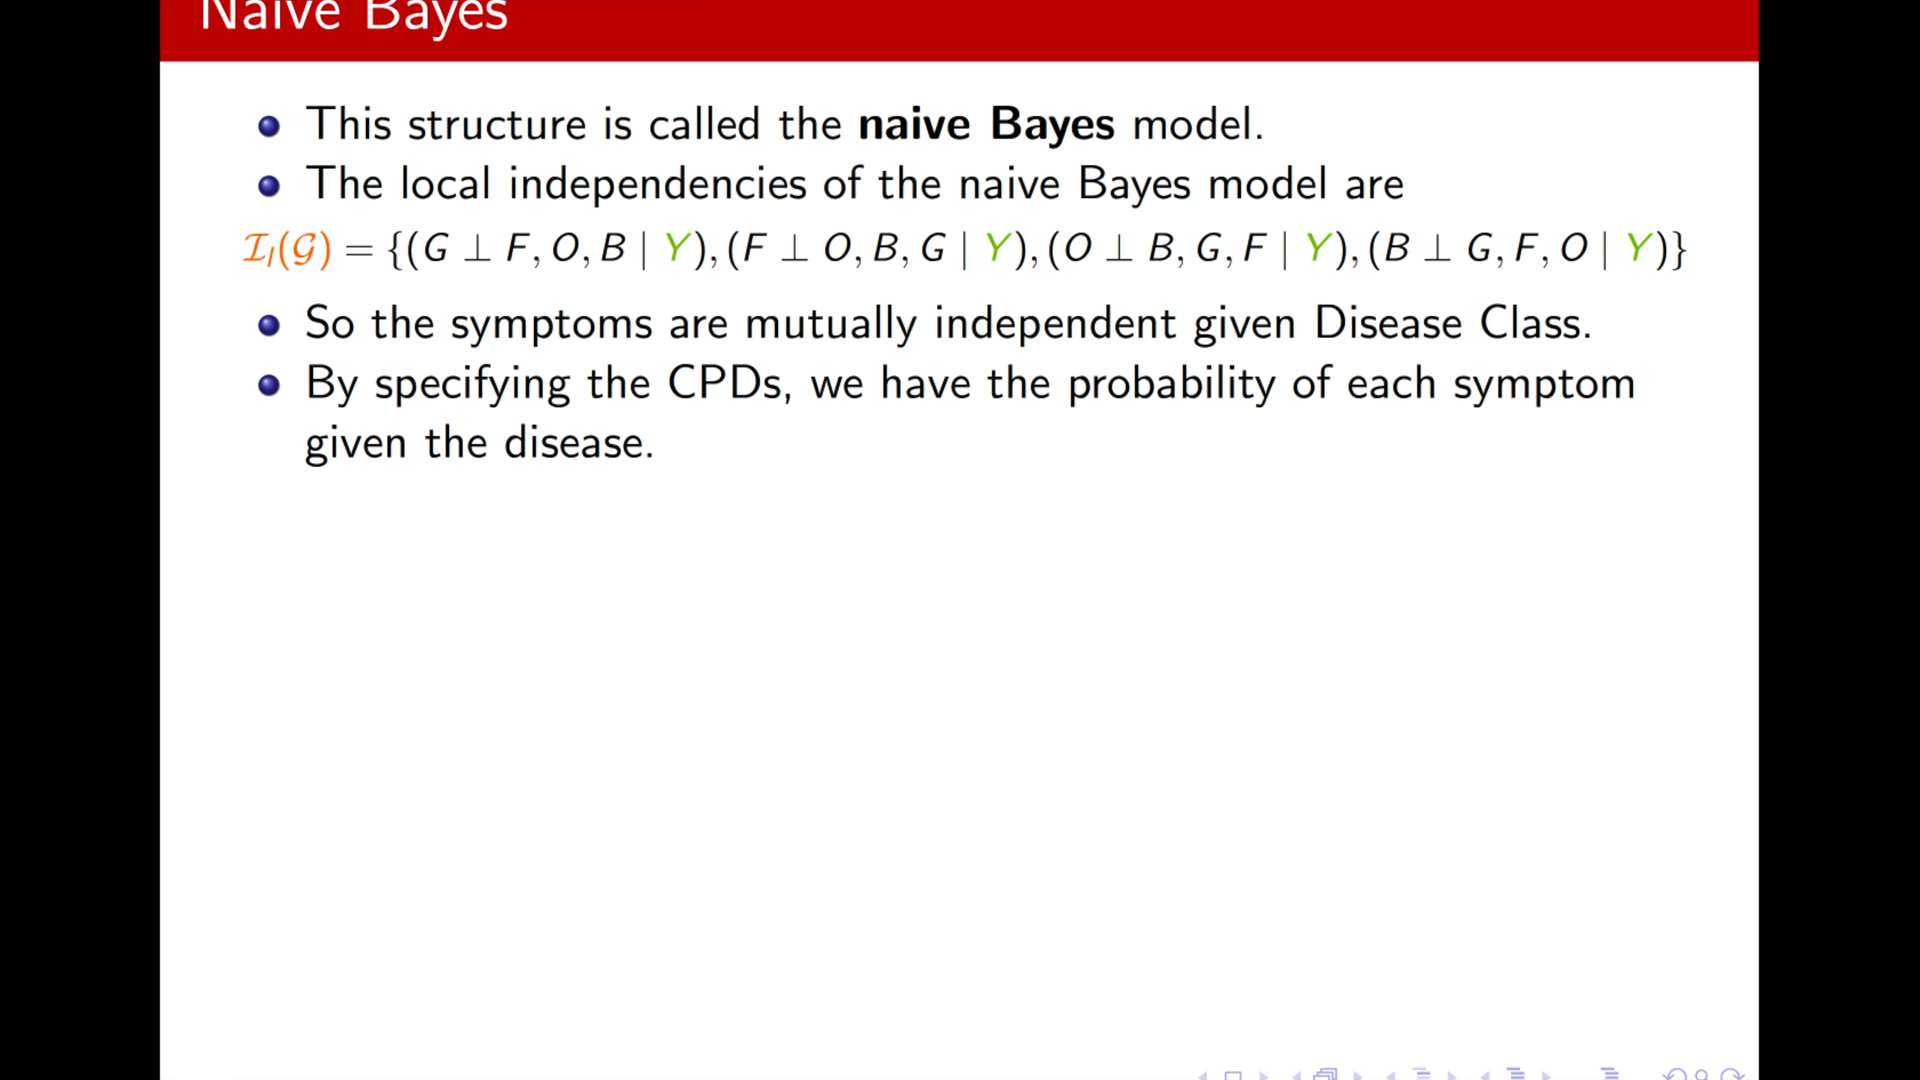 Naive Bayes
This structure is called the naive Bayes model.
The local independencies of the naive Bayes model are
𝓘ₗ(𝓖) = {(G ⊥ F, O, B | Y), (F ⊥ O, B, G | Y), (O ⊥ B, G, F | Y), (B ⊥ G, F, O | Y)}
So the symptoms are mutually independent given Disease Class.
By specifying the CPDs, we have the probability of each symptom
given the disease.